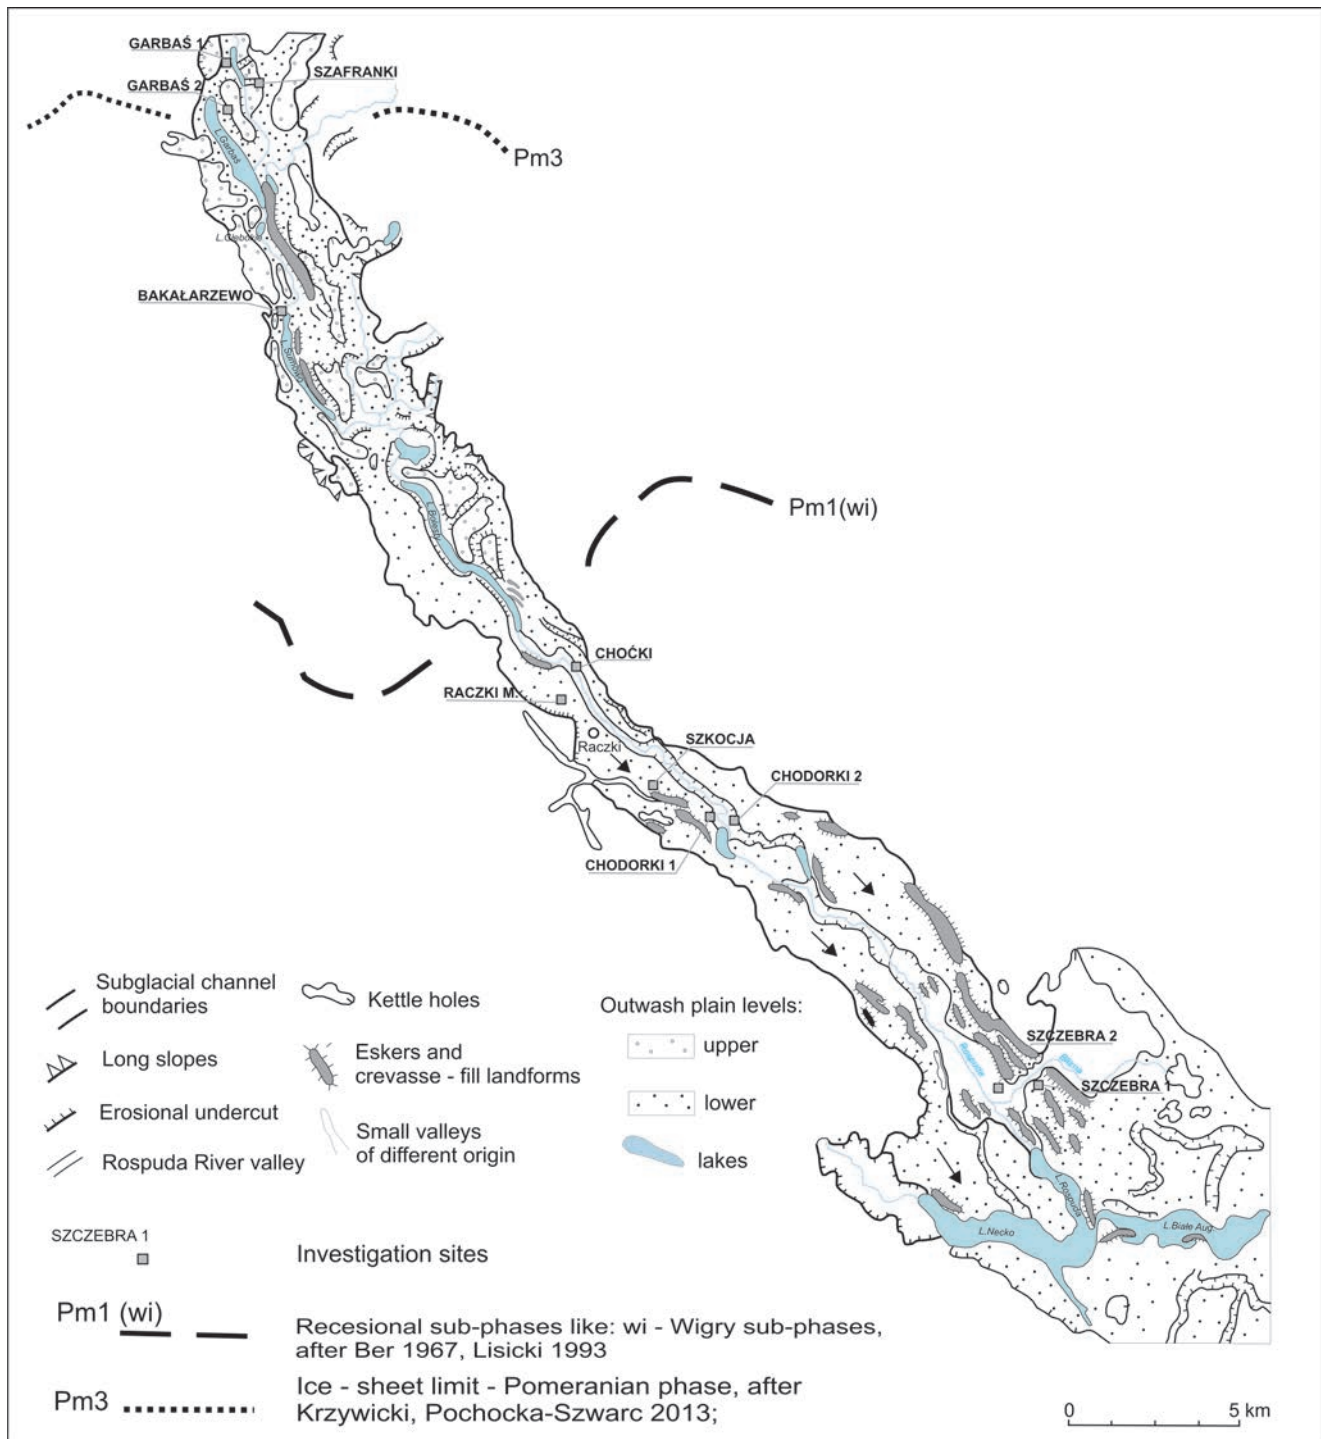 GARBAŚ 1
SZAFRANKI
GARBAŚ 2
L.Garbaś
Pm3
BAKAŁARZEWO
L.Sumowo
Pm1(wi)
L.Bolesty
CHOĆKI
RACZKI M.
Raczki
SZKOCJA
CHODORKI 2
CHODORKI 1
Subglacial channel
boundaries
Long slopes
Erosional undercut
Rospuda River valley
Kettle holes
Eskers and
crevasse - fill landforms
Small valleys
of different origin
Outwash plain levels:
upper
lower
lakes
SZCZEBRA 2
Rospuda
SZCZEBRA 1
L.Rospuda
L.Necko
L.Białe Aug.
SZCZEBRA 1
Investigation sites
Pm1 (wi)
Recesional sub-phases like: wi - Wigry sub-phases,
after Ber 1967, Lisicki 1993
Pm3
Ice - sheet limit - Pomeranian phase, after
Krzywicki, Pochocka-Szwarc 2013;
0 5 km